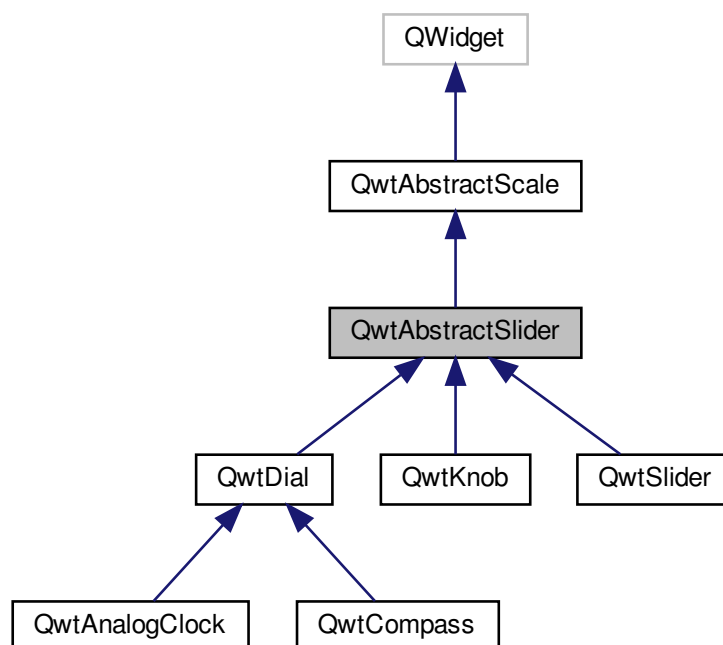 QWidget
QwtAbstractScale
QwtAbstractSlider
QwtDial
QwtKnob
QwtSlider
QwtAnalogClock
QwtCompass